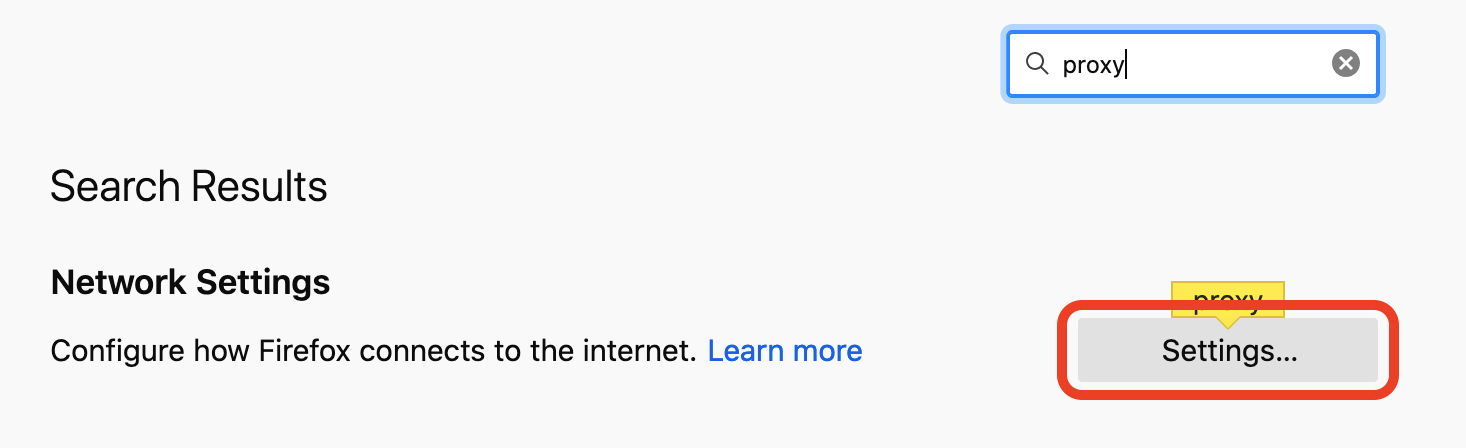 proxy
Search Results
Network Settings
proxy
Configure how Firefox connects to the internet. Learn more
Settings...